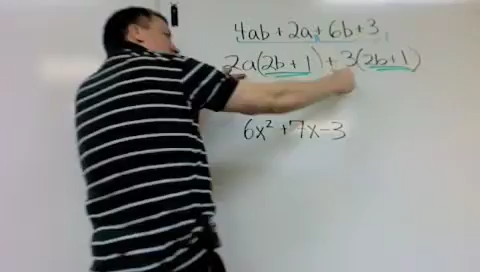 4ab + 2a + 6b + 3
2a(2b + 1) + 3(2b + 1)
6x² + 7x - 3